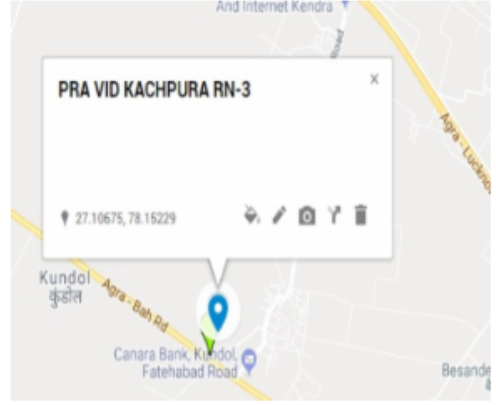 And Internet Kendra
Road
PRA VID KACHPURA RN-3
×
Agra - Lucknow
27.10675, 78.15229
Kundol
कुंडोल
Agra - Bah Rd
Canara Bank, Kundol,
Fatehabad Road